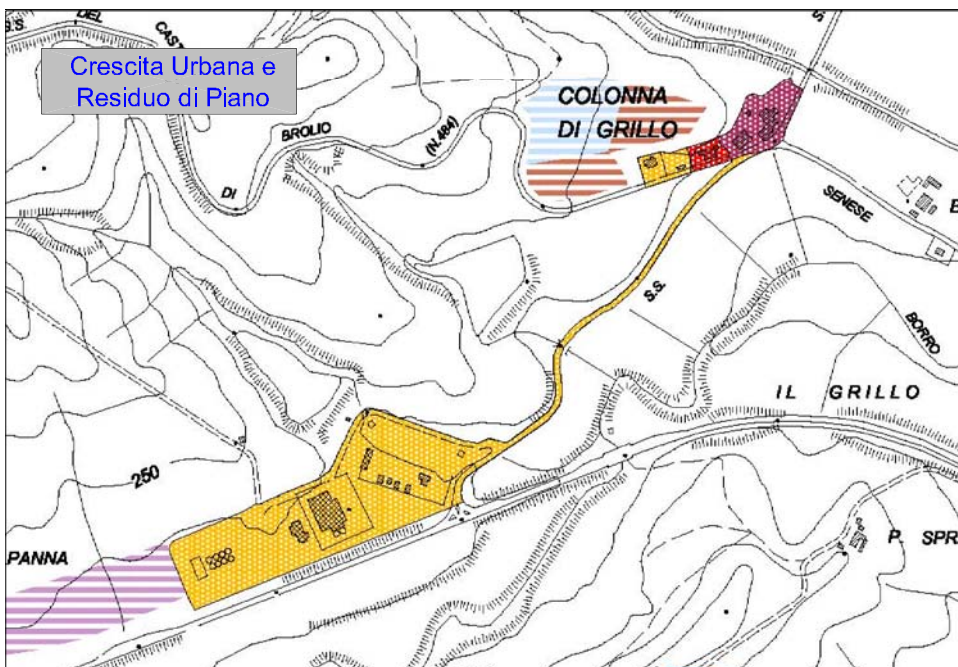 S.S.
DEL
CAST
Crescita Urbana e
Residuo di Piano
DI
BROLIO
(N.484)
COLONNA
DI GRILLO
S.
SENESE
E
S.S.
BORRO
IL GRILLO
250
PANNA
P. SPR